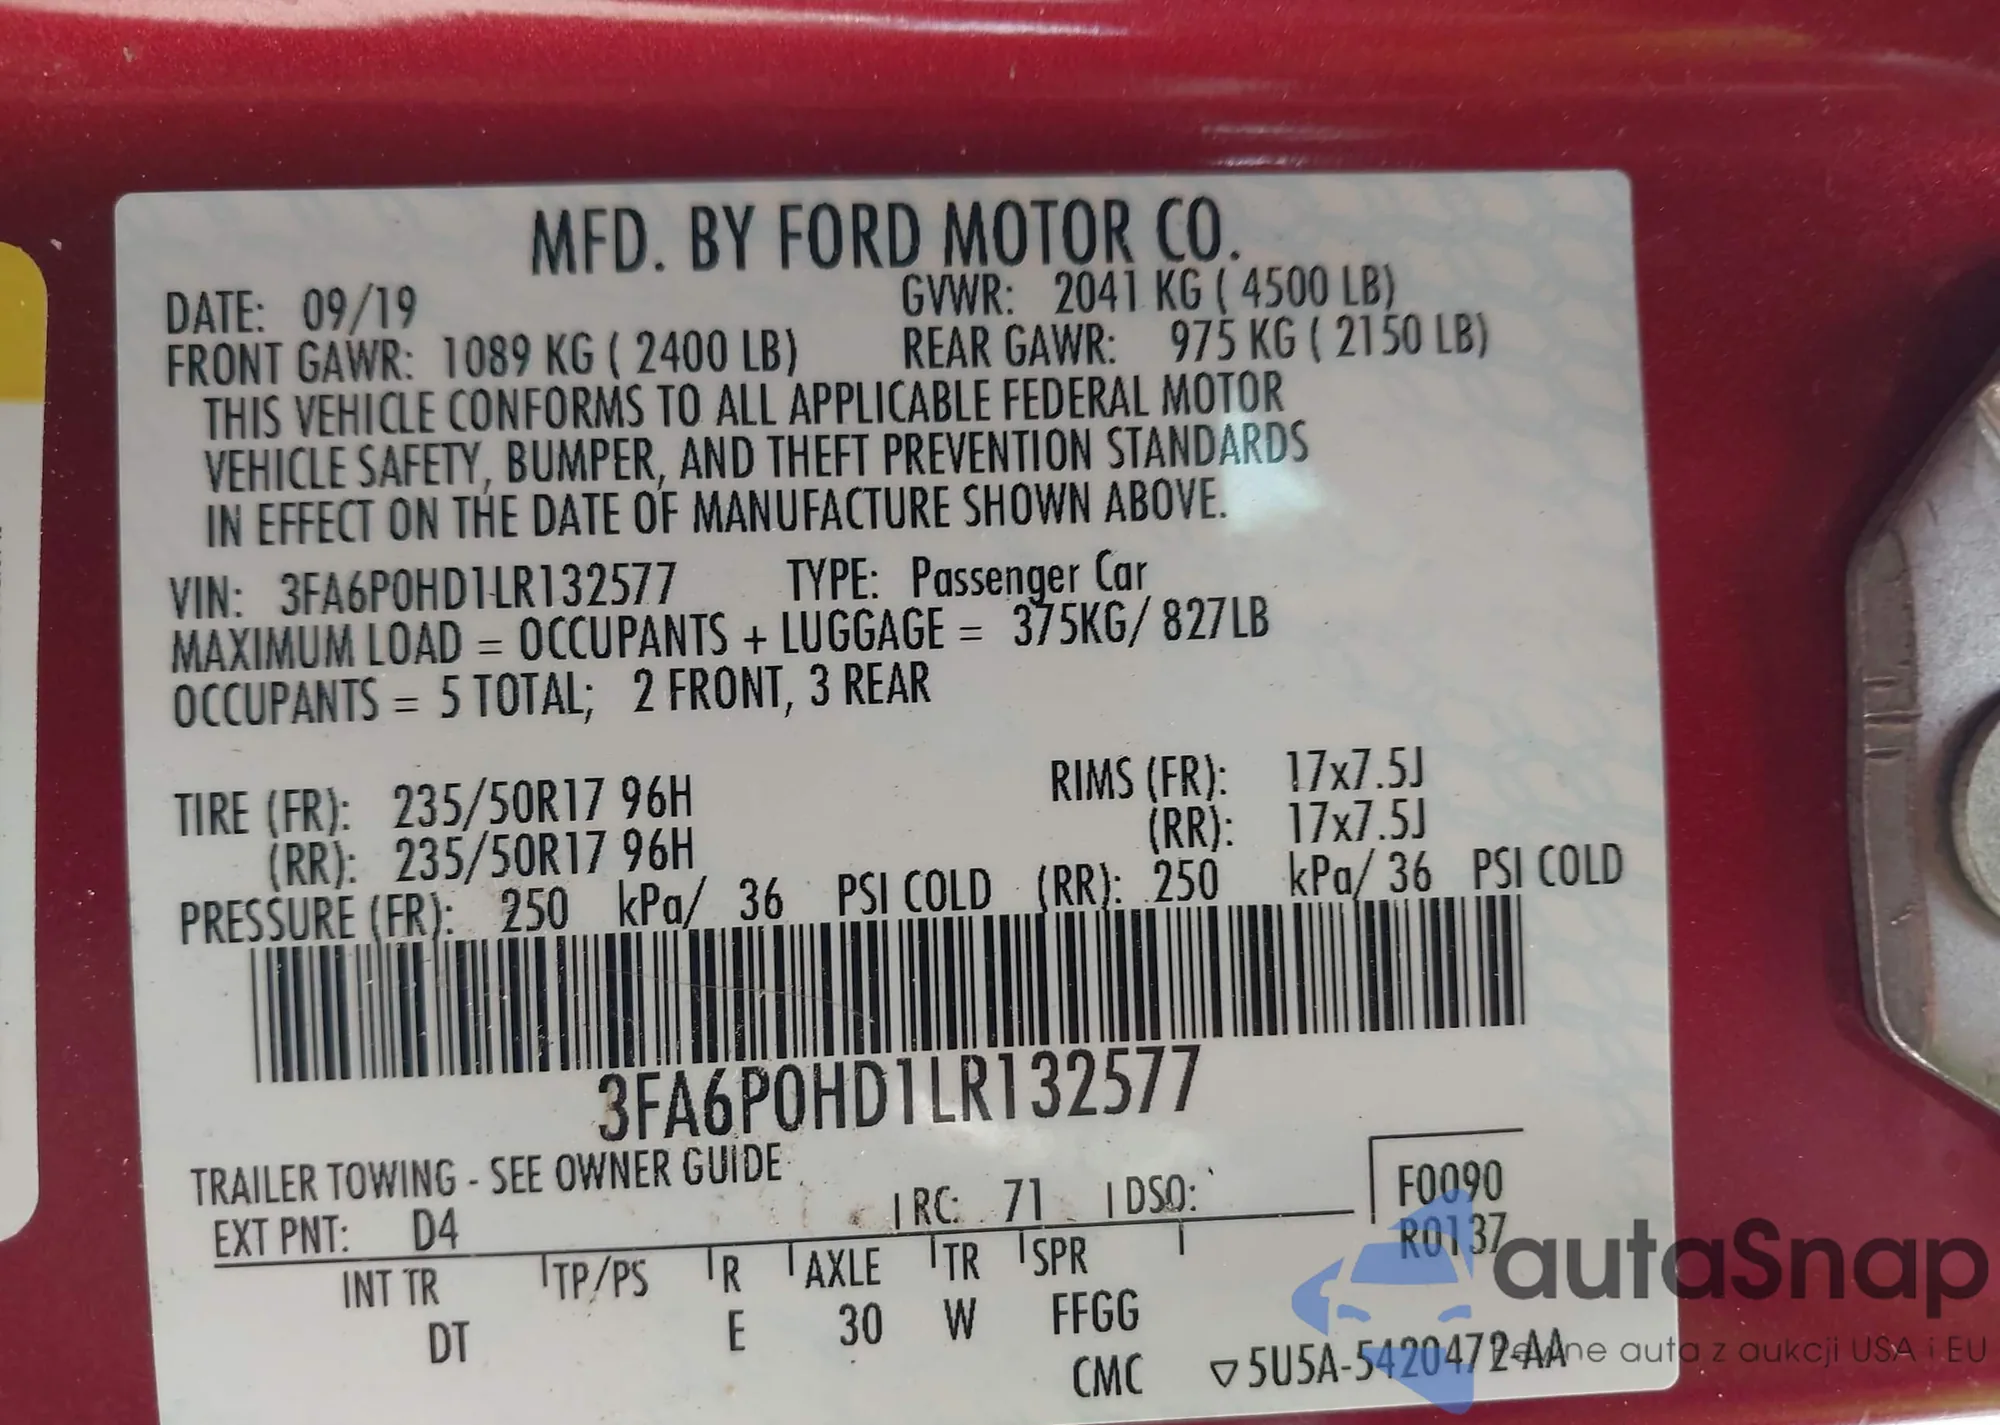 MFD. BY FORD MOTOR CO.
DATE: 09/19 GVWR: 2041 KG ( 4500 LB)
FRONT GAWR: 1089 KG ( 2400 LB) REAR GAWR: 975 KG ( 2150 LB)
THIS VEHICLE CONFORMS TO ALL APPLICABLE FEDERAL MOTOR
VEHICLE SAFETY, BUMPER, AND THEFT PREVENTION STANDARDS
IN EFFECT ON THE DATE OF MANUFACTURE SHOWN ABOVE.
VIN: 3FA6P0HD1LR132577 TYPE: Passenger Car
MAXIMUM LOAD = OCCUPANTS + LUGGAGE = 375KG/ 827LB
OCCUPANTS = 5 TOTAL; 2 FRONT, 3 REAR
TIRE (FR): 235/50R17 96H RIMS (FR): 17x7.5J
(RR): 235/50R17 96H (RR): 17x7.5J
PRESSURE (FR): 250 kPa/ 36 PSI COLD (RR): 250 kPa/ 36 PSI COLD
3FA6P0HD1LR132577
TRAILER TOWING - SEE OWNER GUIDE
EXT PNT: D4 RC: 71 DSO: F0090
R0137
INT TR TP/PS R AXLE TR SPR
DT E 30 W FFGG
CMC ▽5U5A-5420472-AA
autaSnap
auta z aukcji USA i EU